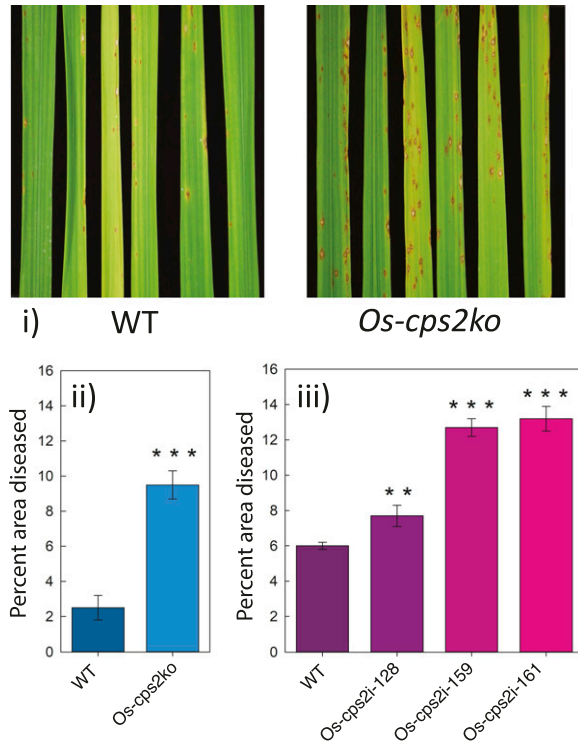 i) WT Os-cps2ko
ii)
Percent area diseased
16
14
12
10
8
6
4
2
* * *
WT
Os-cps2ko
iii)
Percent area diseased
16
14
12
10
8
6
4
2
0
* *
* * *
* * *
WT
Os-cps2i-128
Os-cps2i-159
Os-cps2i-161